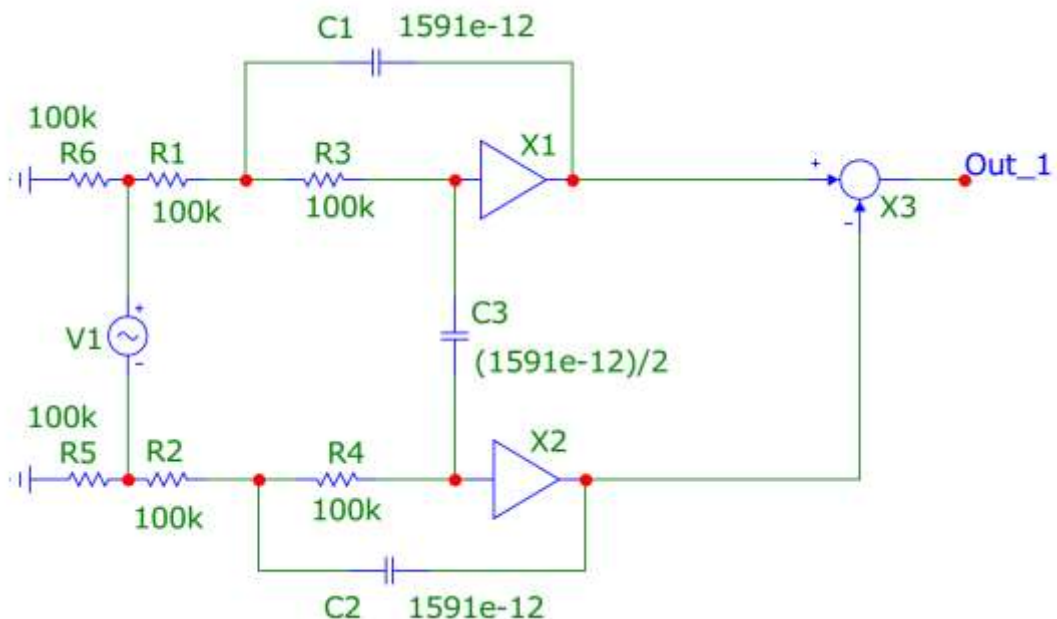 C1 1591e-12
100k
R6 R1 R3 X1
100k 100k
+
Out_1
X3
-
C3
(1591e-12)/2
+
V1
-
100k
R5 R2 R4 X2
100k 100k
C2 1591e-12